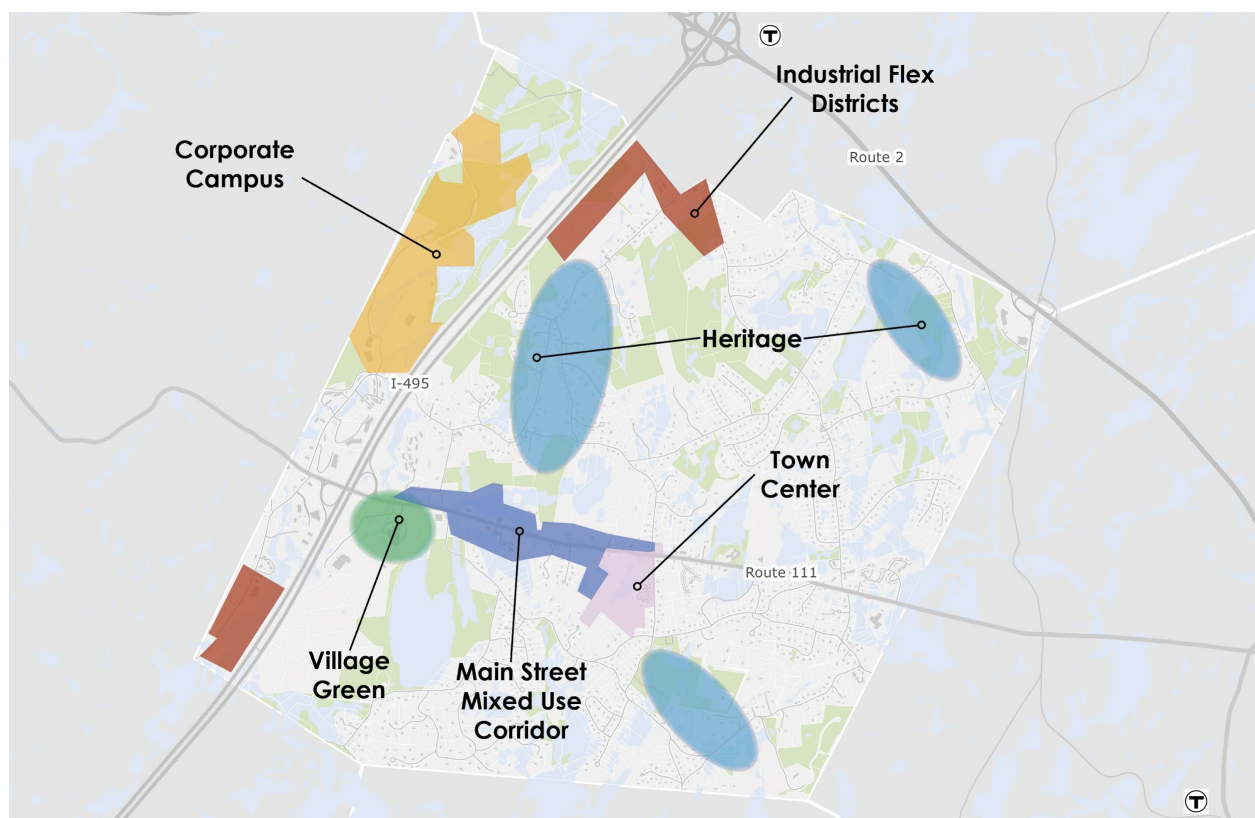 T
Industrial Flex
Districts
Corporate
Campus
Route 2
Heritage
I-495
Town
Center
Route 111
Village
Green
Main Street
Mixed Use
Corridor
T